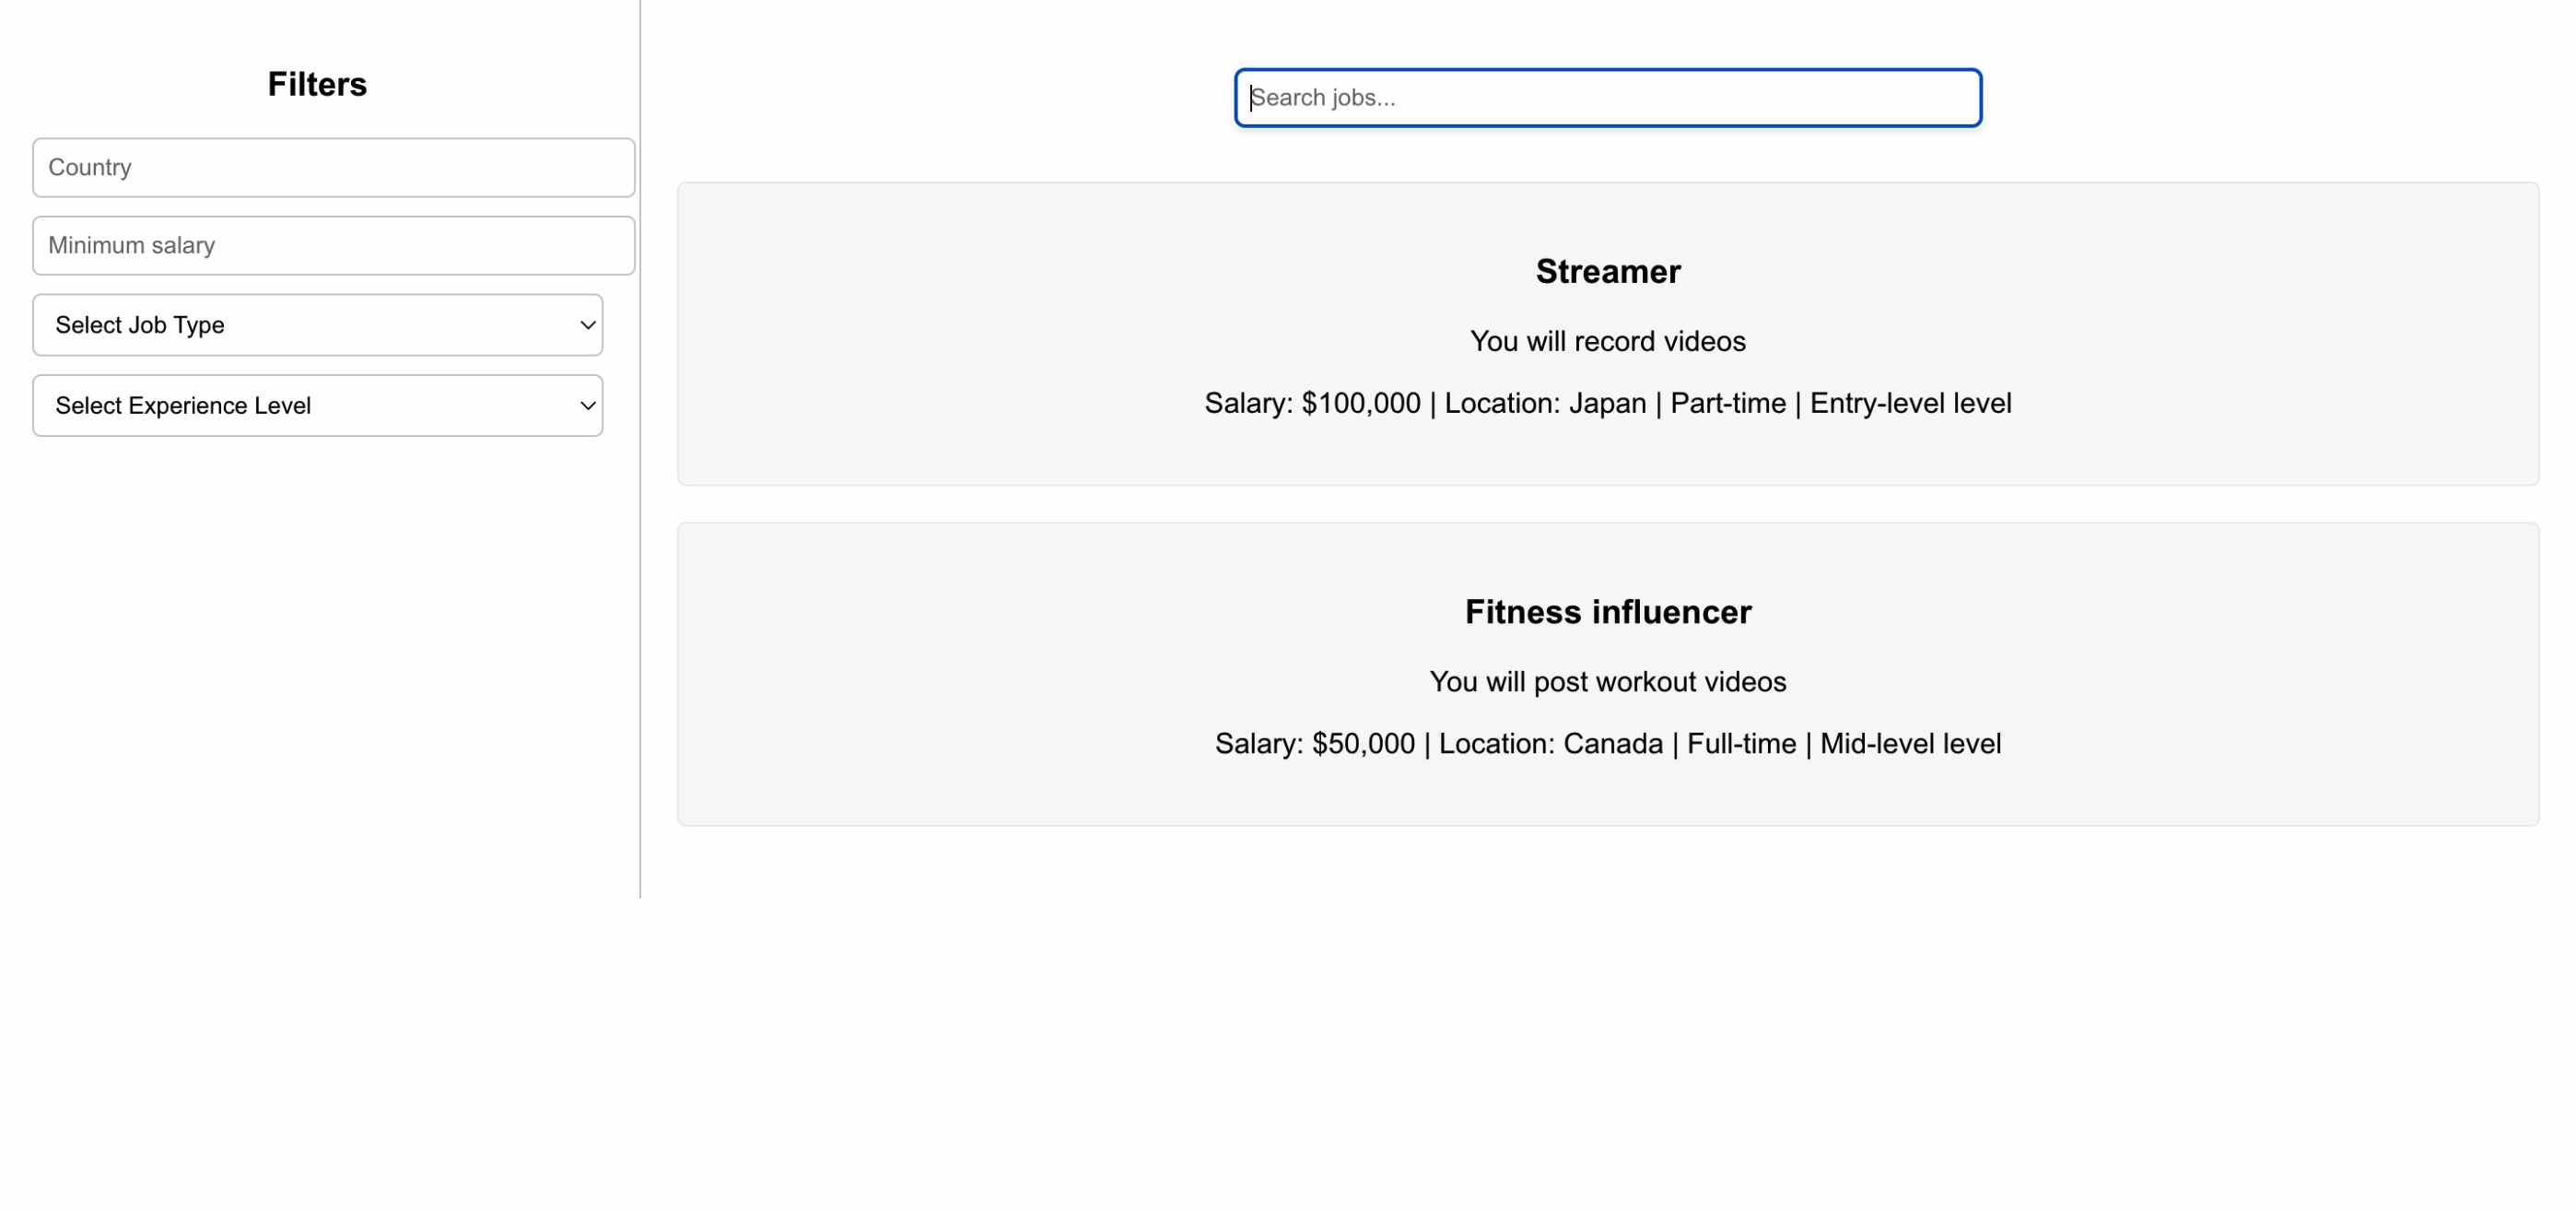 Filters
Country
Minimum salary
Select Job Type
Select Experience Level
Search jobs...
Streamer
You will record videos
Salary: $100,000 | Location: Japan | Part-time | Entry-level level
Fitness influencer
You will post workout videos
Salary: $50,000 | Location: Canada | Full-time | Mid-level level